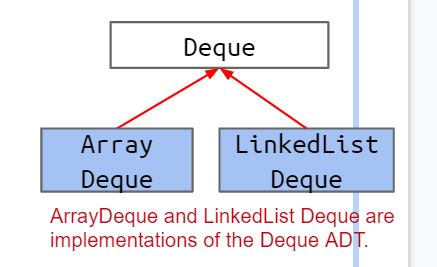 Deque
Array
Deque
LinkedList
Deque
ArrayDeque and LinkedList Deque are
implementations of the Deque ADT.